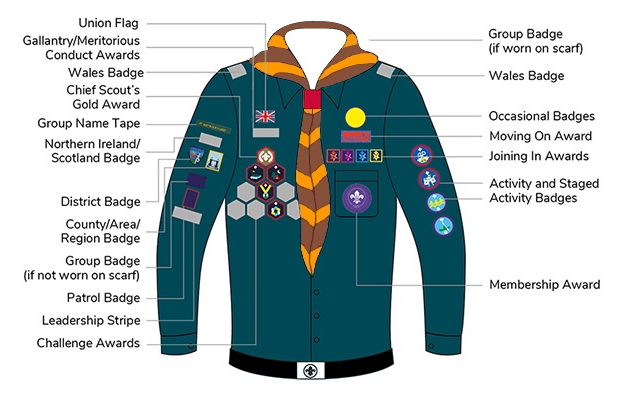 Union Flag
Gallantry/Meritorious
Conduct Awards
Wales Badge
Chief Scout's
Gold Award
Group Name Tape
Northern Ireland/
Scotland Badge
District Badge
County/Area/
Region Badge
Group Badge
(if not worn on scarf)
Patrol Badge
Leadership Stripe
Challenge Awards
Group Badge
(if worn on scarf)
Wales Badge
Occasional Badges
Moving On Award
Joining In Awards
Activity and Staged
Activity Badges
Membership Award